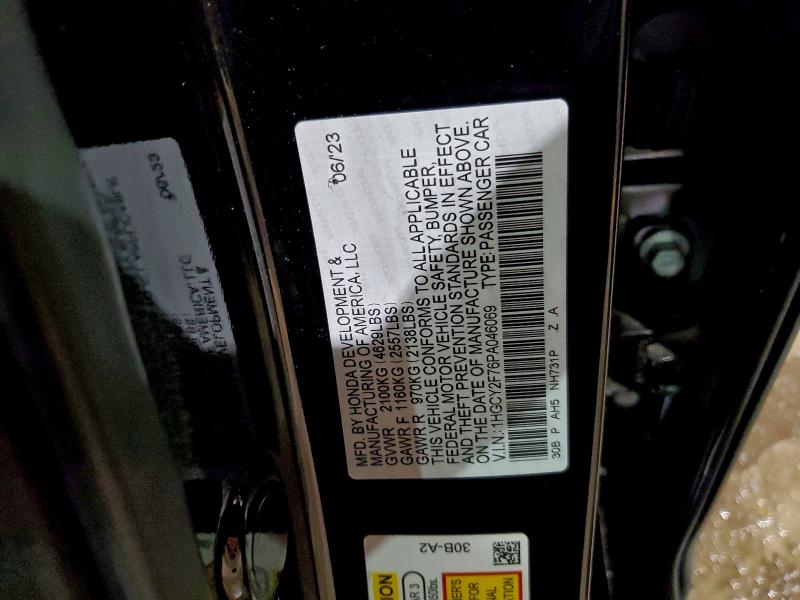 MFD. BY HONDA DEVELOPMENT &
MANUFACTURING OF AMERICA, LLC 06/23
GVWR 2100KG (4629LBS)
GAWR F 1160KG (2557LBS)
GAWR R 970KG (2138LBS)
THIS VEHICLE CONFORMS TO ALL APPLICABLE
FEDERAL MOTOR VEHICLE SAFETY, BUMPER,
AND THEFT PREVENTION STANDARDS IN EFFECT
ON THE DATE OF MANUFACTURE SHOWN ABOVE.
V.I.N.:1HGCY2F76PA046069 TYPE:PASSENGER CAR
30B P AH5 NH731P Z A
30B-A2